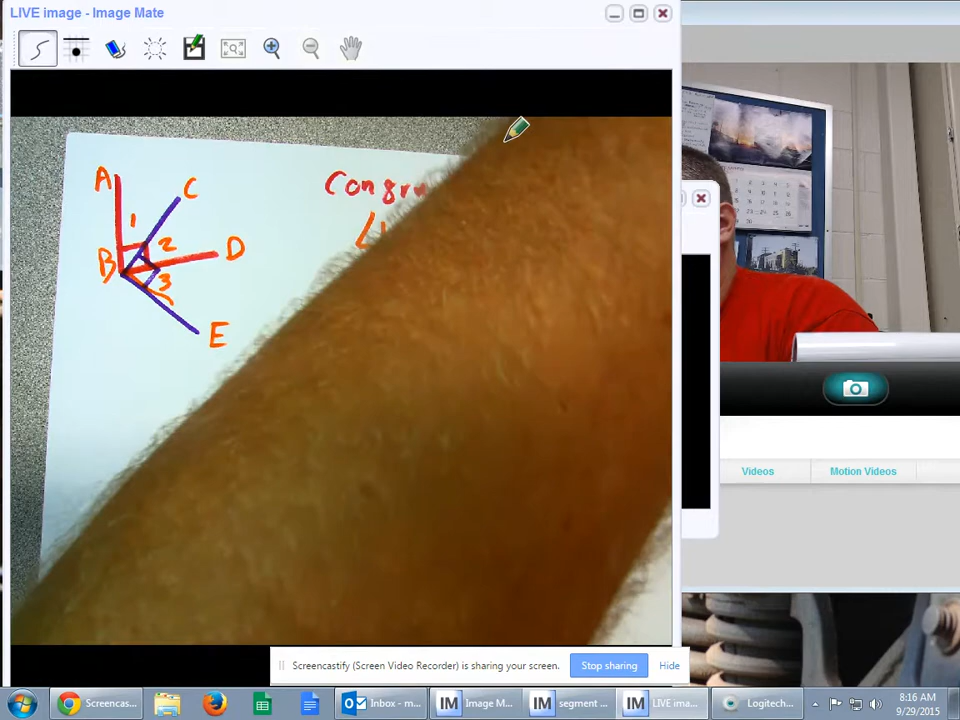 LIVE image - Image Mate
A
C
1
2
D
B
3
E
Videos
Motion Videos
Screencastify (Screen Video Recorder) is sharing your screen.
Stop sharing
Hide
Screencas...
Inbox - m...
Image M...
segment ...
LIVE ima...
Logitech...
8:16 AM
9/29/2015